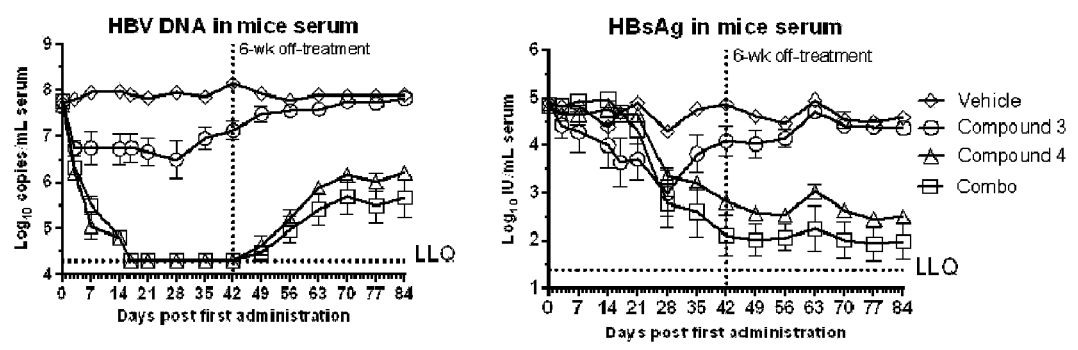 HBV DNA in mice serum
6-wk off-treatment
Log10 copies/mL serum
9
8
7
6
5
4
LLQ
0 7 14 21 28 35 42 49 56 63 70 77 84
Days post first administration
HBsAg in mice serum
6-wk off-treatment
Log10 IU/mL serum
6
5
4
3
2
1
LLQ
0 7 14 21 28 35 42 49 56 63 70 77 84
Days post first administration
Vehicle
Compound 3
Compound 4
Combo